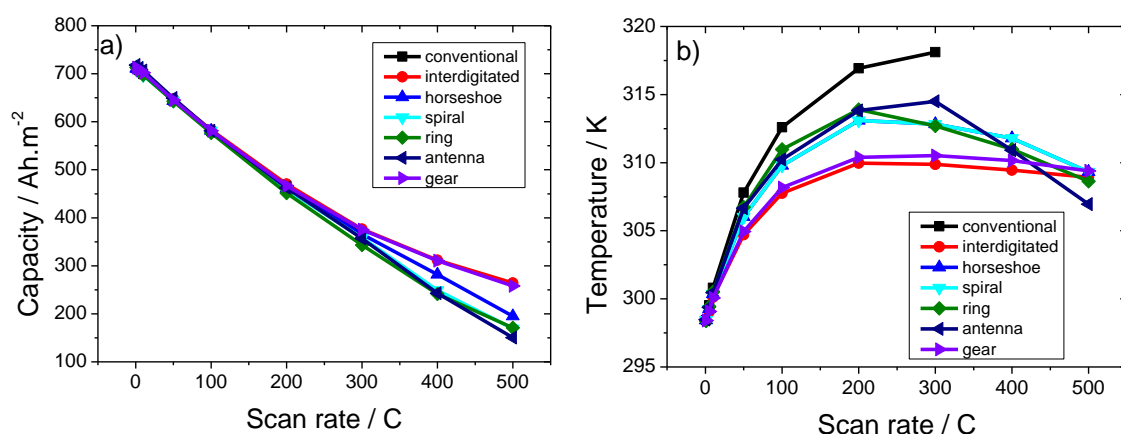 a)
Capacity / Ah.m⁻²
800
700
600
500
400
300
200
100
0
100
200
300
400
500
Scan rate / C
conventional
interdigitated
horseshoe
spiral
ring
antenna
gear
b)
Temperature / K
315
310
305
300
295
0
100
200
300
400
500
Scan rate / C
conventional
interdigitated
horseshoe
spiral
ring
antenna
gear